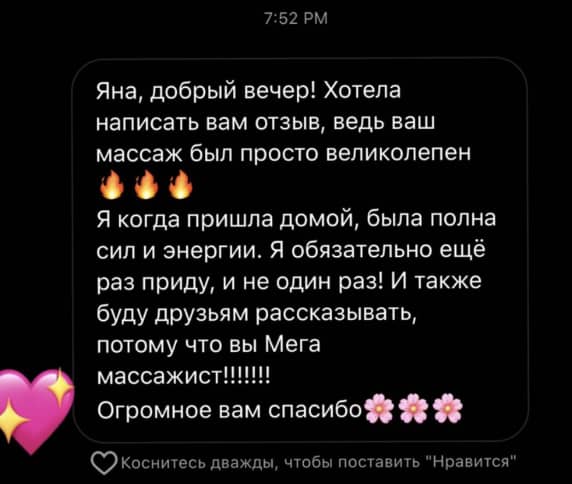 7:52 PM
Яна, добрый вечер! Хотела
написать вам отзыв, ведь ваш
массаж был просто великолепен
🔥🔥🔥
Я когда пришла домой, была полна
сил и энергии. Я обязательно ещё
раз приду, и не один раз! И также
буду друзьям рассказывать,
потому что вы Мега
массажист!!!!!!!
Огромное вам спасибо🌸🌸🌸
Коснитесь дважды, чтобы поставить "Нравится"